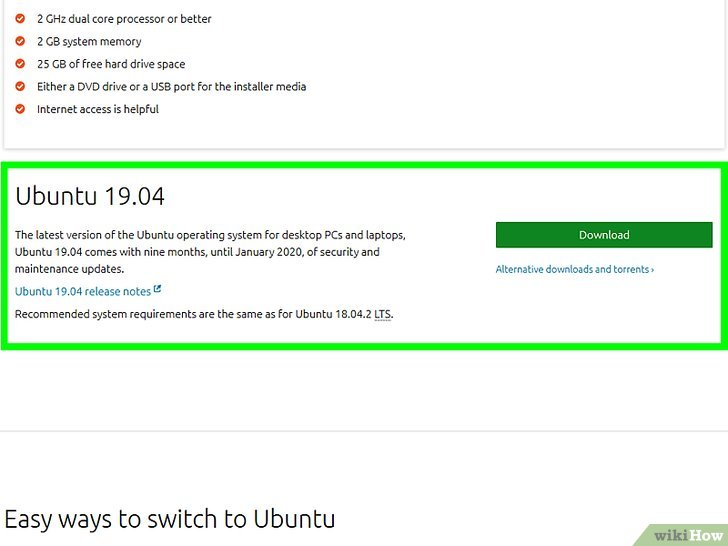 2 GHz dual core processor or better
2 GB system memory
25 GB of free hard drive space
Either a DVD drive or a USB port for the installer media
Internet access is helpful
Ubuntu 19.04
The latest version of the Ubuntu operating system for desktop PCs and laptops,
Ubuntu 19.04 comes with nine months, until January 2020, of security and
maintenance updates.
Ubuntu 19.04 release notes
Recommended system requirements are the same as for Ubuntu 18.04.2 LTS.
Download
Alternative downloads and torrents ›
Easy ways to switch to Ubuntu
wikiHow